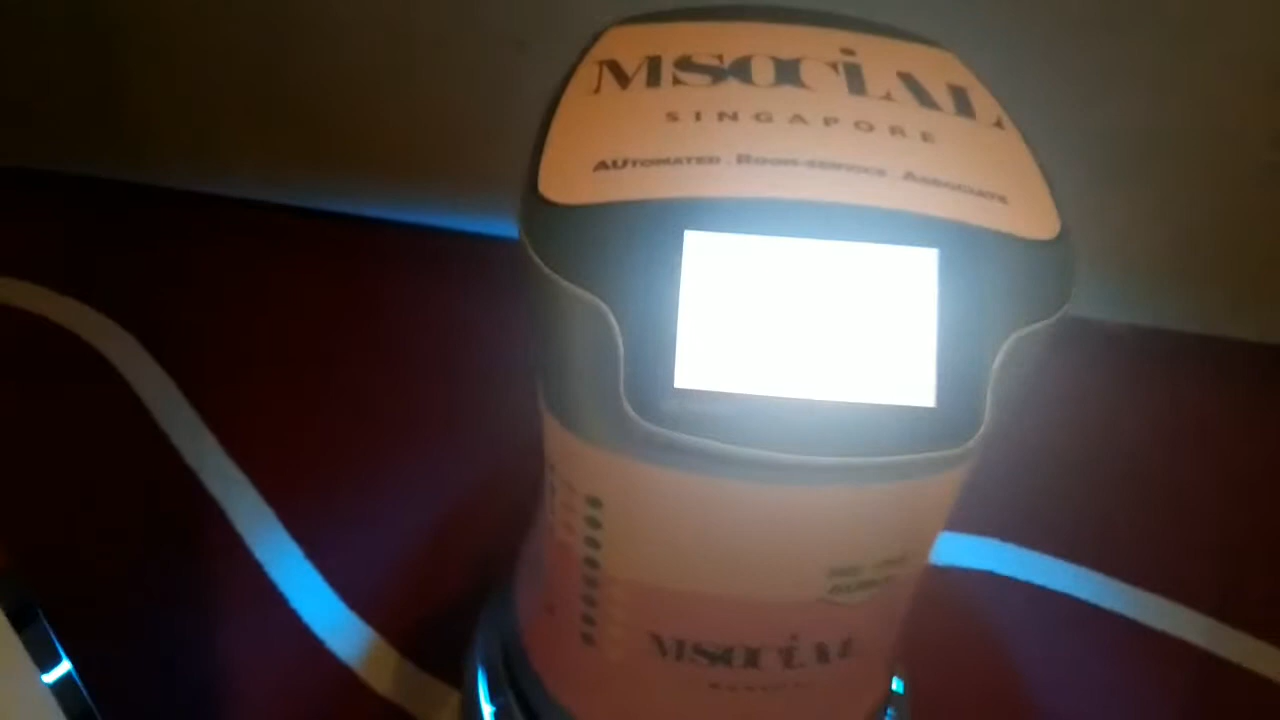 MSOCiAL
SINGAPORE
AUTOMATED ROOM-SERVICE ASSOCIATE
MSOCiAL